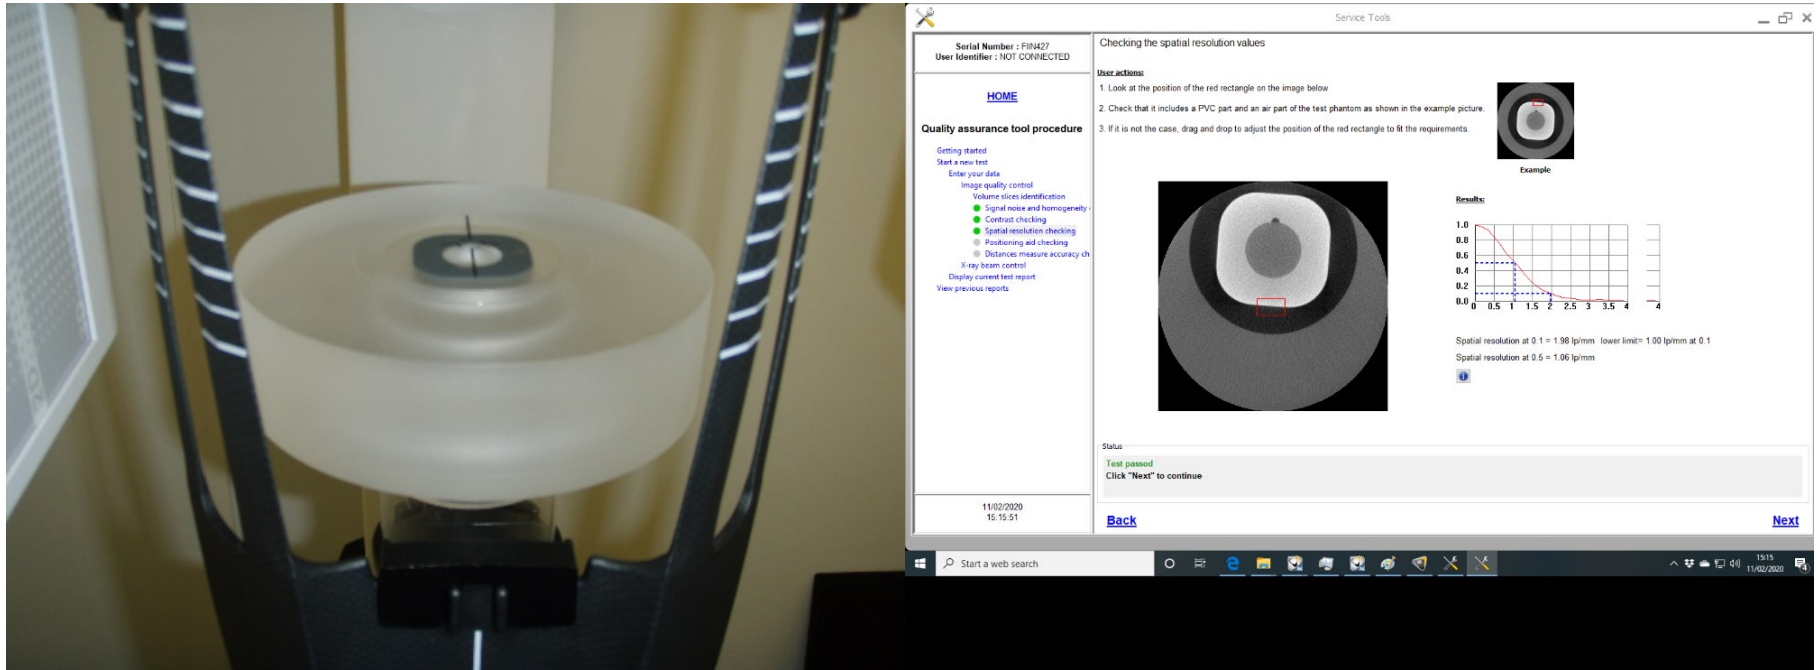 Service Tools
Serial Number : FIIN427
User Identifier : NOT CONNECTED
HOME
Quality assurance tool procedure
Getting started
Start a new test
Enter your data
Image quality control
Volume slices identification
Signal noise and homogeneity
Contrast checking
Spatial resolution checking
Positioning aid checking
Distances measure accuracy ch
X-ray beam control
Display current test report
View previous reports
11/02/2020
15:15:51
Checking the spatial resolution values
User actions:
1. Look at the position of the red rectangle on the image below
2. Check that it includes a PVC part and an air part of the test phantom as shown in the example picture.
3. If it is not the case, drag and drop to adjust the position of the red rectangle to fit the requirements.
Example
Results:
1.0
0.8
0.6
0.4
0.2
0.0
0 0.5 1 1.5 2 2.5 3 3.5 4 4
Spatial resolution at 0.1 = 1.98 lp/mm lower limit= 1.00 lp/mm at 0.1
Spatial resolution at 0.5 = 1.06 lp/mm
Status
Test passed
Click "Next" to continue
Back
Next
Start a web search
15:15
11/02/2020
4